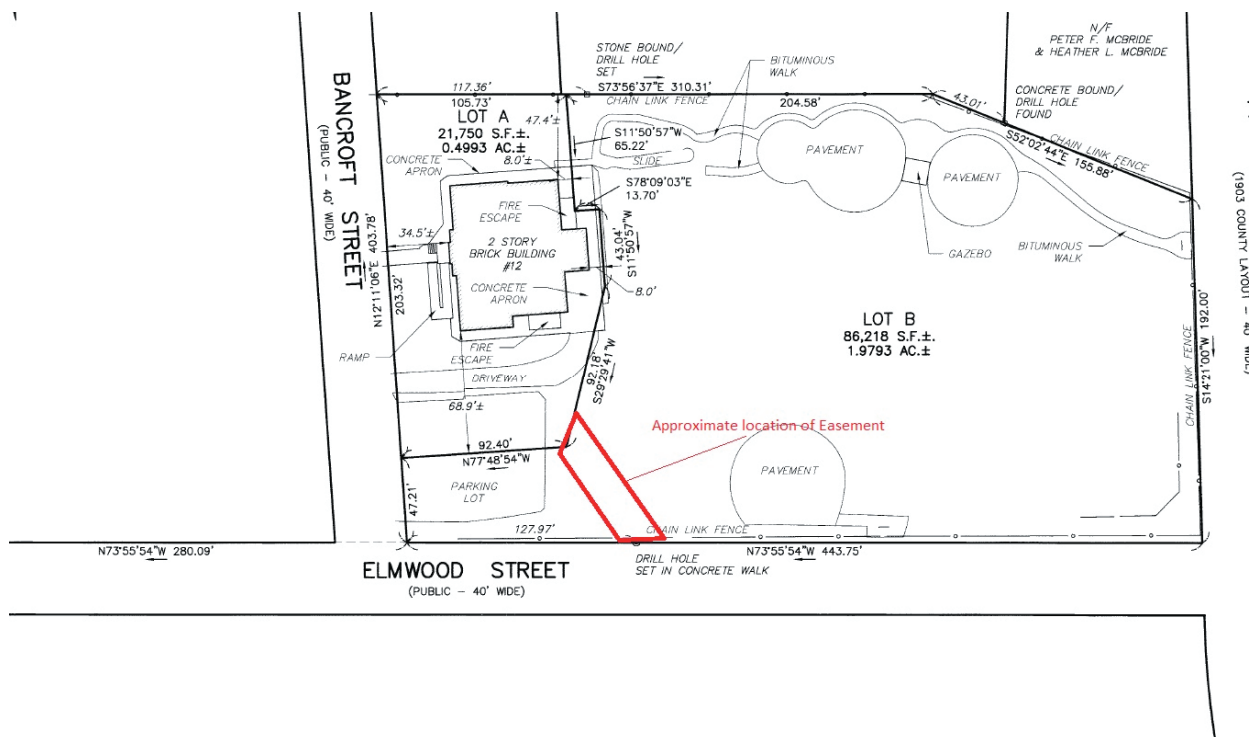 N/F
PETER F. MCBRIDE
& HEATHER L. MCBRIDE
STONE BOUND/
DRILL HOLE
SET
BITUMINOUS
WALK
117.36'
S73°56'37"E 310.31'
105.73'
CHAIN LINK FENCE
204.58'
43.01'
CONCRETE BOUND/
DRILL HOLE
FOUND
BANCROFT STREET
(PUBLIC - 40' WIDE)
LOT A
21,750 S.F.±.
0.4993 AC.±
47.4'±
S11°50'57"W
65.22'
CHAIN LINK FENCE
S52°02'44"E 155.88'
CONCRETE
APRON
8.0'±
SLIDE
PAVEMENT
PAVEMENT
S78°09'03"E
13.70'
FIRE
ESCAPE
34.5'±
2 STORY
BRICK BUILDING
#12
43.04'
S11°50'57"W
GAZEBO
BITUMINOUS
WALK
N12°11'06"E 403.78'
203.32'
CONCRETE
APRON
8.0'
(1903 COUNTY LAYOUT - 40' WIDE)
LOT B
86,218 S.F.±.
1.9793 AC.±
S14°21'00"W 192.00'
CHAIN LINK FENCE
RAMP
FIRE
ESCAPE
DRIVEWAY
92.18'
S29°29'41"W
68.9'±
Approximate location of Easement
92.40'
N77°48'54"W
PAVEMENT
PARKING
LOT
47.21'
127.97'
CHAIN LINK FENCE
N73°55'54"W 280.09'
N73°55'54"W 443.75'
DRILL HOLE
SET IN CONCRETE WALK
ELMWOOD STREET
(PUBLIC - 40' WIDE)